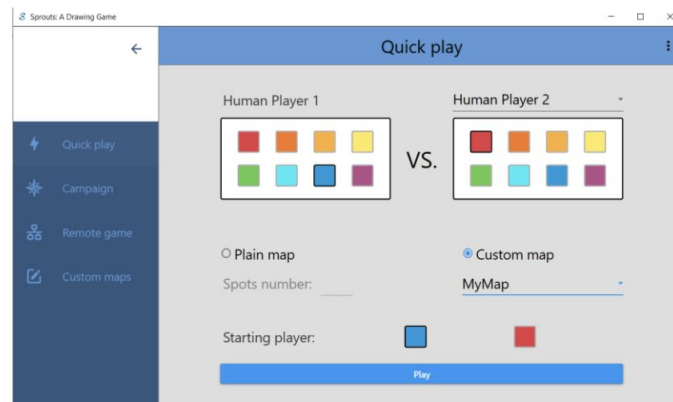 Sprouts: A Drawing Game
Quick play
Human Player 1
Human Player 2
VS.
Quick play
Campaign
Remote game
Custom maps
Plain map
Custom map
Spots number:
MyMap
Starting player:
Play